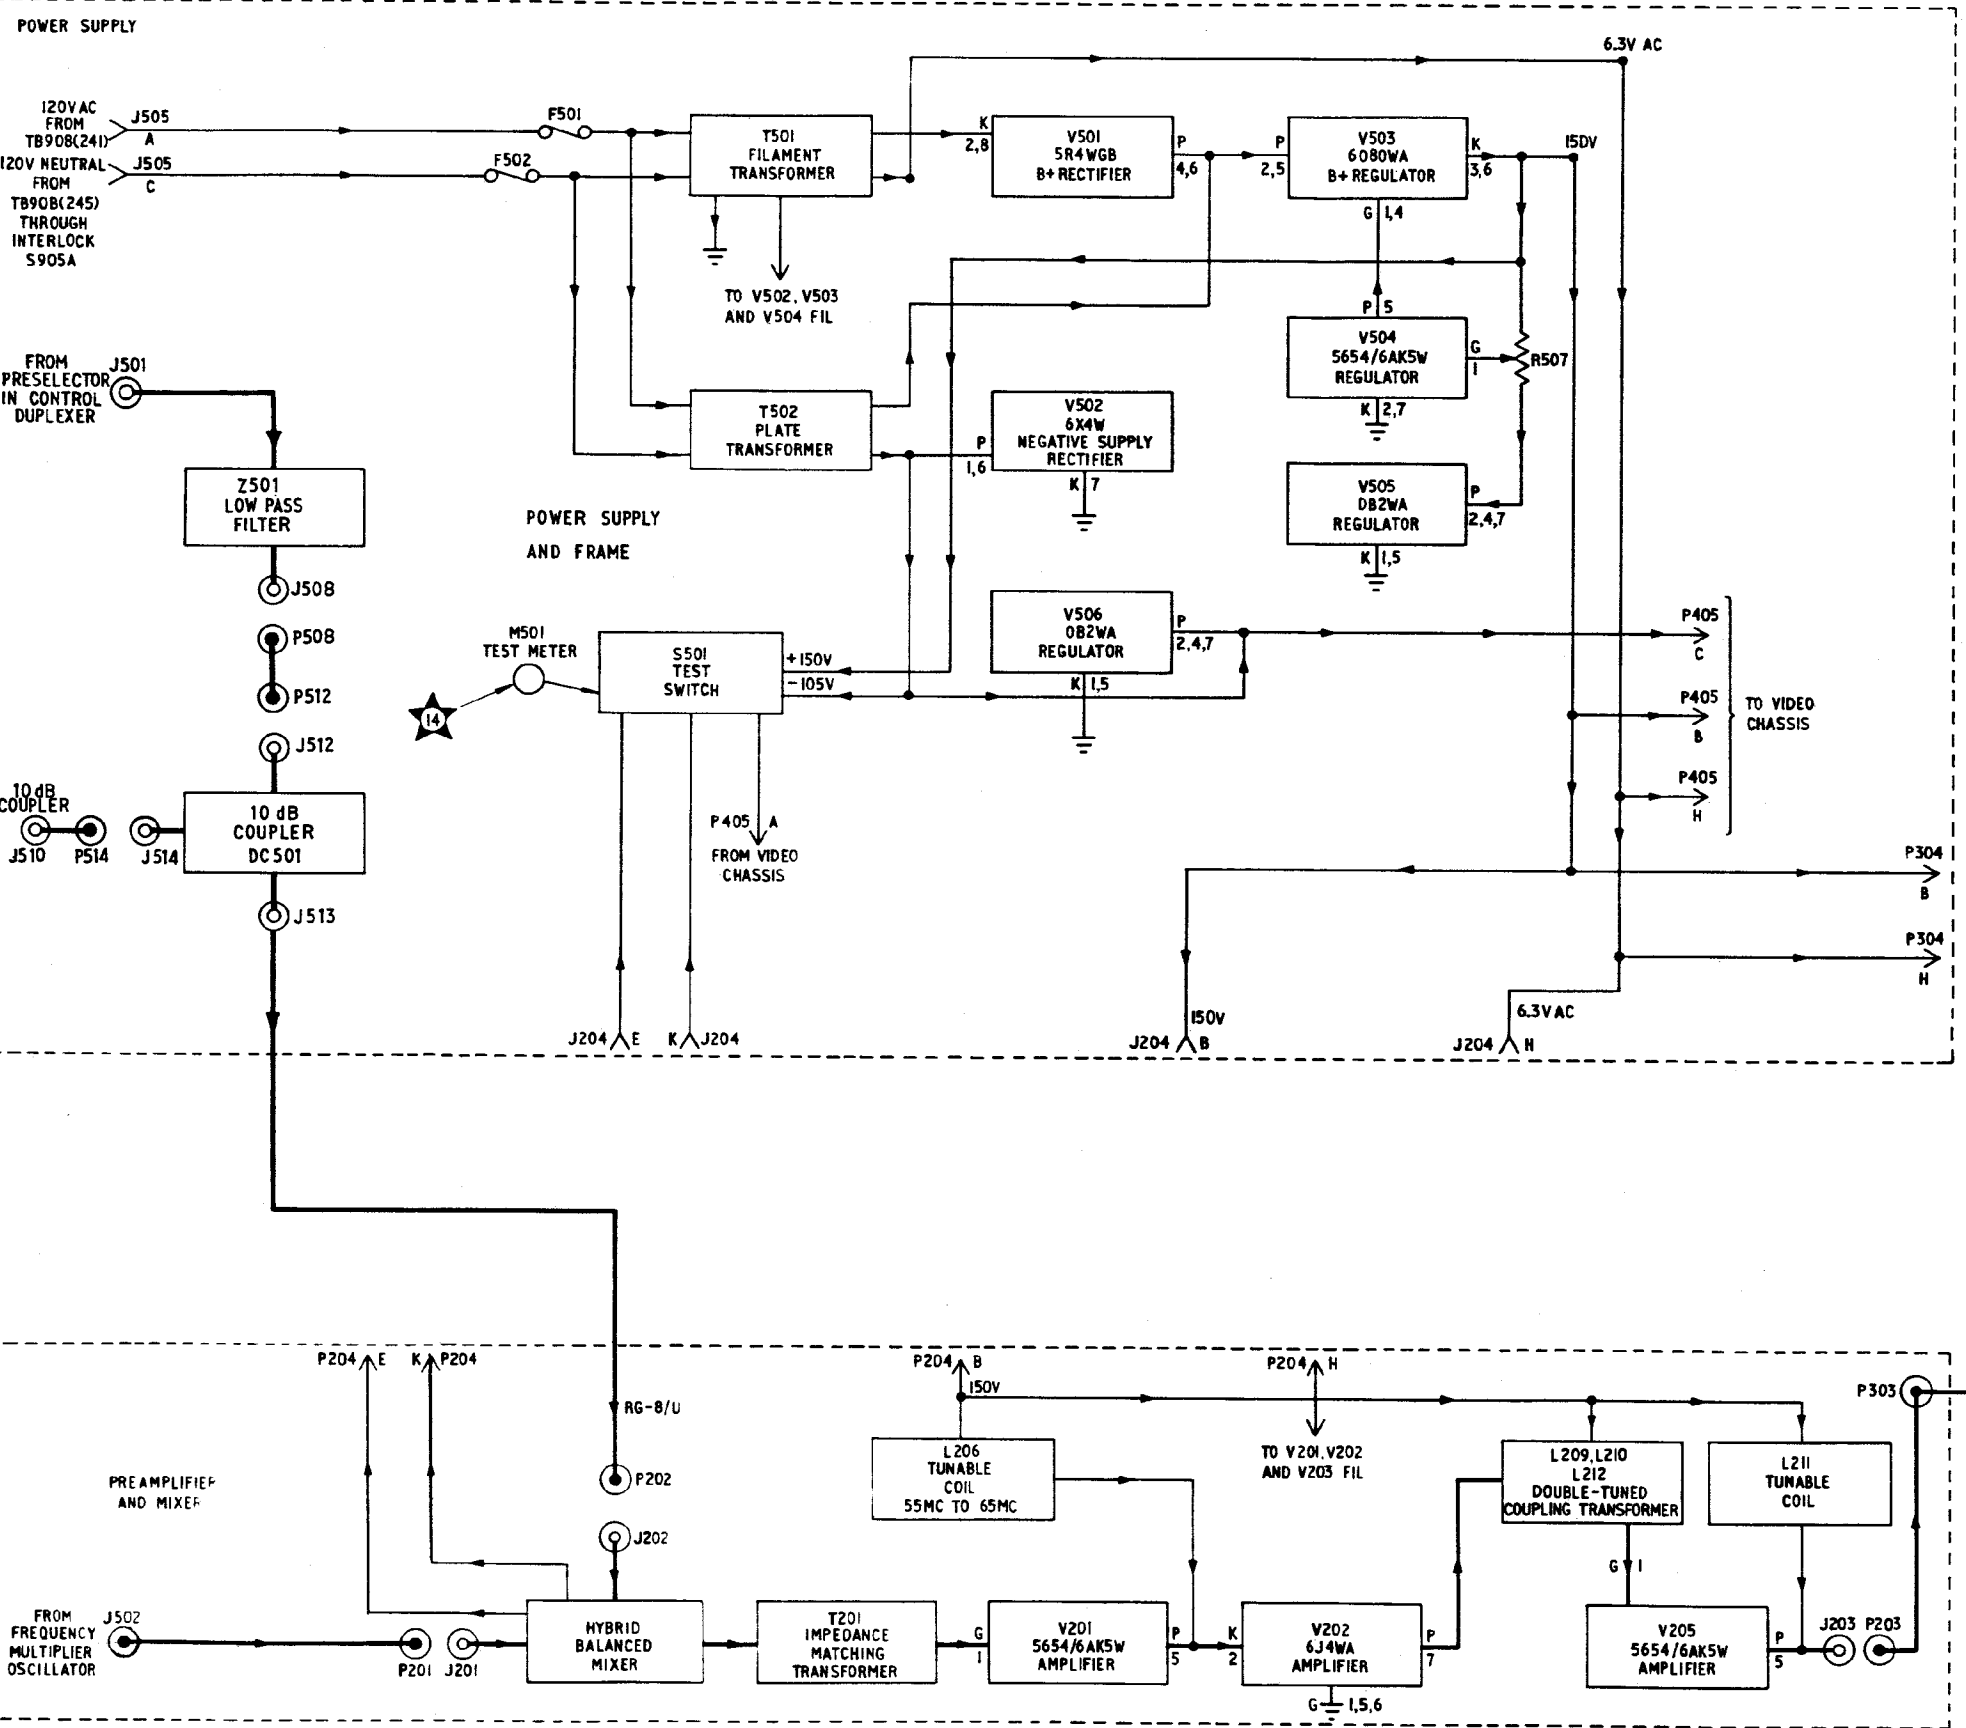 POWER SUPPLY
6.3V AC
120VAC
FROM
TB908(241)
J505
A
F501
120V NEUTRAL
FROM
TB90B(245)
THROUGH
INTERLOCK
S905A
J505
C
F502
T501
FILAMENT
TRANSFORMER
K
2,8
V501
5R4WGB
B+ RECTIFIER
P
4,6
P
2,5
V503
6080WA
B+ REGULATOR
K
3,6
15DV
G 1,4
TO V502, V503
AND V504 FIL
P 5
V504
5654/6AK5W
REGULATOR
G
1
R507
K 2,7
FROM
PRESELECTOR
IN CONTROL
DUPLEXER
J501
T502
PLATE
TRANSFORMER
P
1,6
V502
6X4W
NEGATIVE SUPPLY
RECTIFIER
K 7
Z501
LOW PASS
FILTER
POWER SUPPLY
AND FRAME
V505
DB2WA
REGULATOR
P
2,4,7
K 1,5
J508
P508
P512
J512
M501
TEST METER
14
S501
TEST
SWITCH
+150V
-105V
V506
0B2WA
REGULATOR
P
2,4,7
K 1,5
P405
C
P405
B
P405
H
TO VIDEO
CHASSIS
10 dB
COUPLER
J510
P514
J514
10 dB
COUPLER
DC501
J513
P405 A
FROM VIDEO
CHASSIS
P304
B
P304
H
J204 E
K J204
150V
J204 B
6.3VAC
J204 H
P204 E
K P204
P204 B
150V
P204 H
TO V201,V202
AND V203 FIL
P303
RG-8/U
P202
J202
PREAMPLIFIER
AND MIXER
L206
TUNABLE
COIL
55MC TO 65MC
L209,L210
L212
DOUBLE-TUNED
COUPLING TRANSFORMER
L211
TUNABLE
COIL
G 1
FROM
FREQUENCY
MULTIPLIER
OSCILLATOR
J502
P201
J201
HYBRID
BALANCED
MIXER
T201
IMPEDANCE
MATCHING
TRANSFORMER
G
1
V201
5654/6AK5W
AMPLIFIER
P
5
K
2
V202
6J4WA
AMPLIFIER
P
7
G 1,5,6
V205
5654/6AK5W
AMPLIFIER
P
5
J203
P203